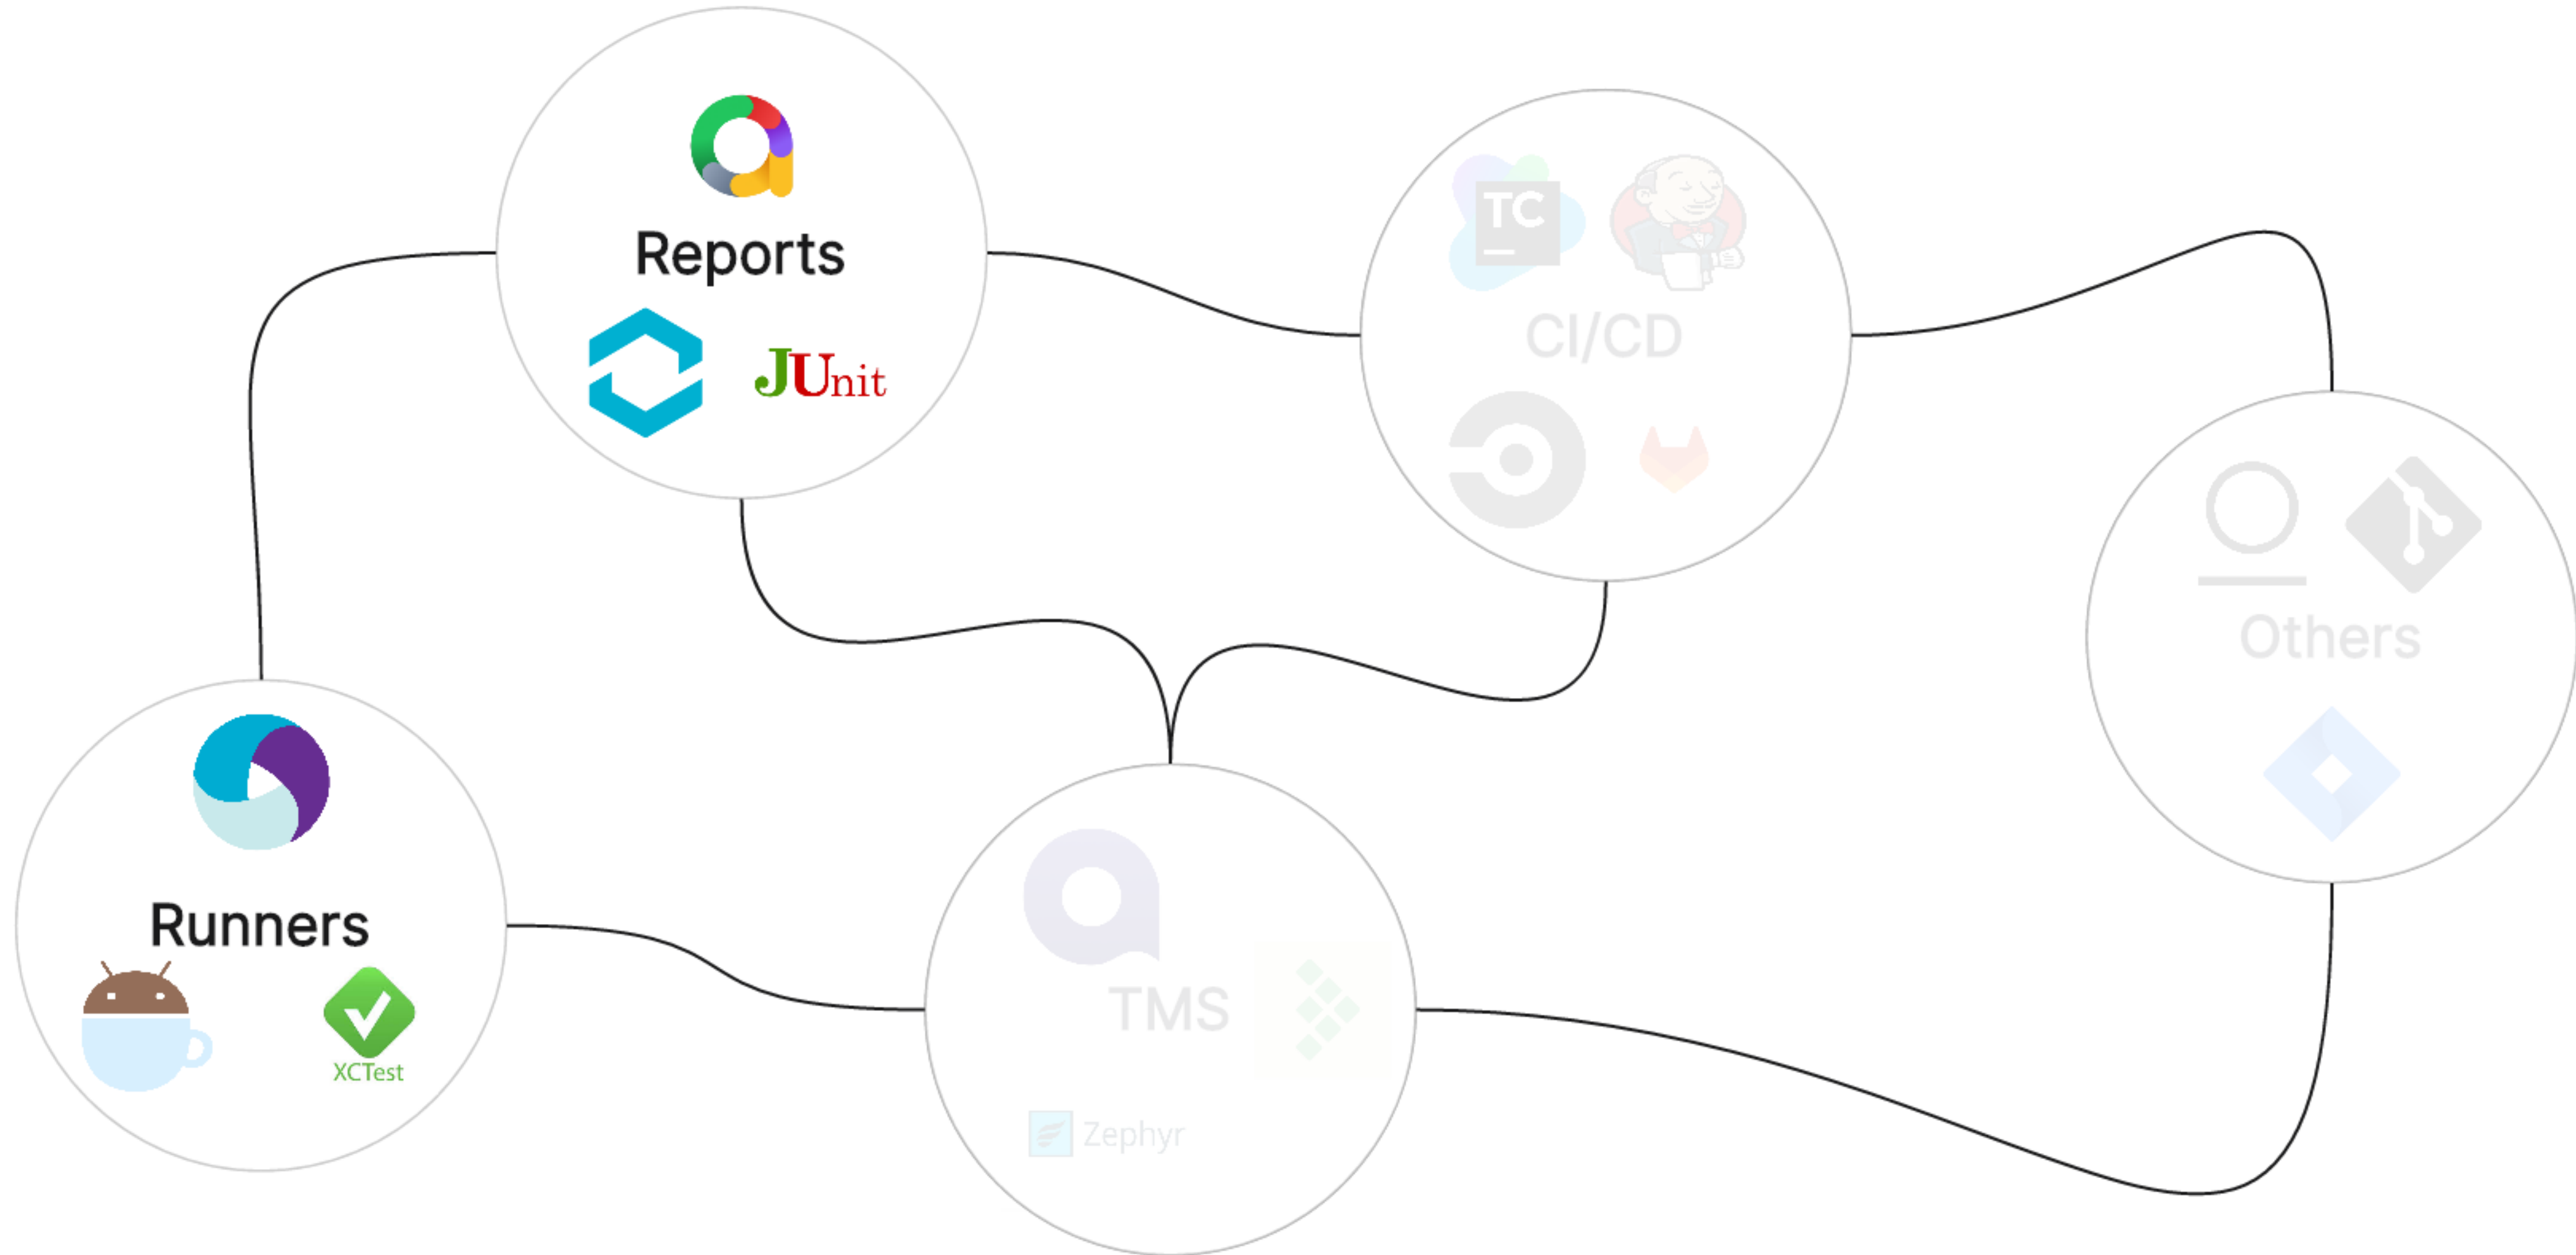 Reports
JUnit
TC
CI/CD
Others
Runners
XCTest
TMS
Zephyr